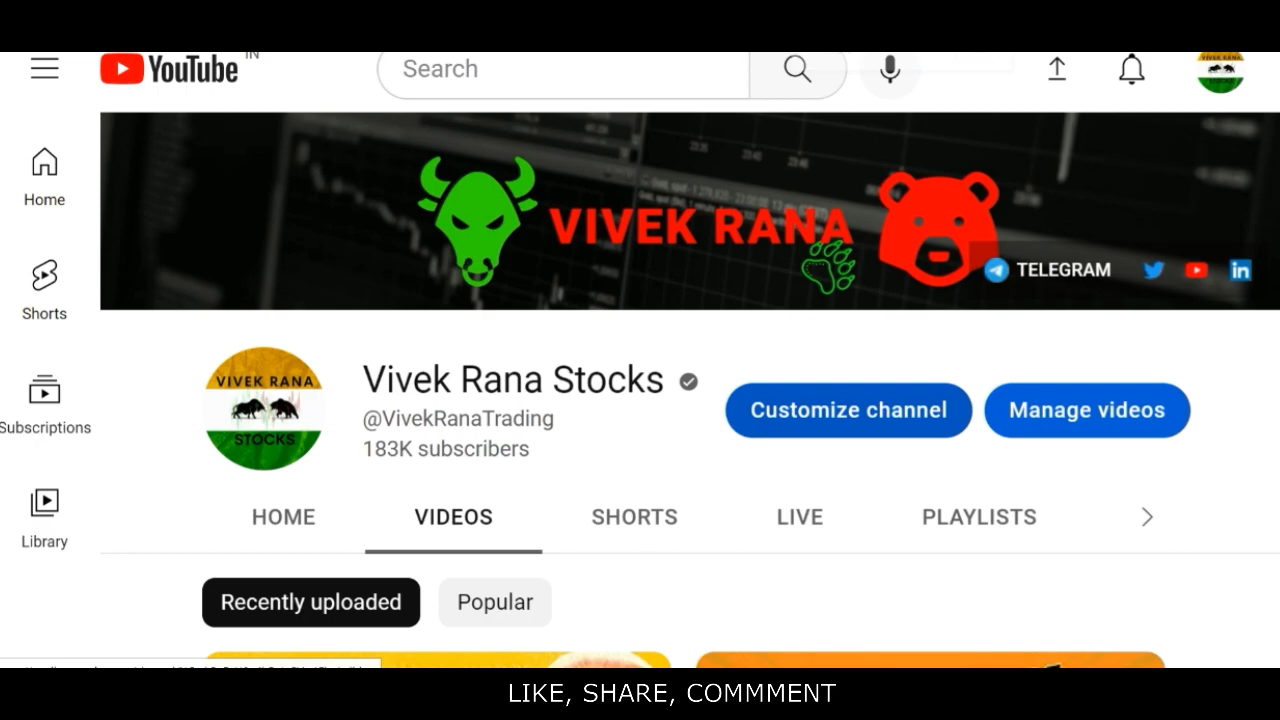 IN
YouTube
Search
Home
VIVEK RANA
TELEGRAM
Shorts
VIVEK RANA
STOCKS
Vivek Rana Stocks
@VivekRanaTrading
183K subscribers
Customize channel
Manage videos
Subscriptions
HOME
VIDEOS
SHORTS
LIVE
PLAYLISTS
Library
Recently uploaded
Popular
LIKE, SHARE, COMMMENT